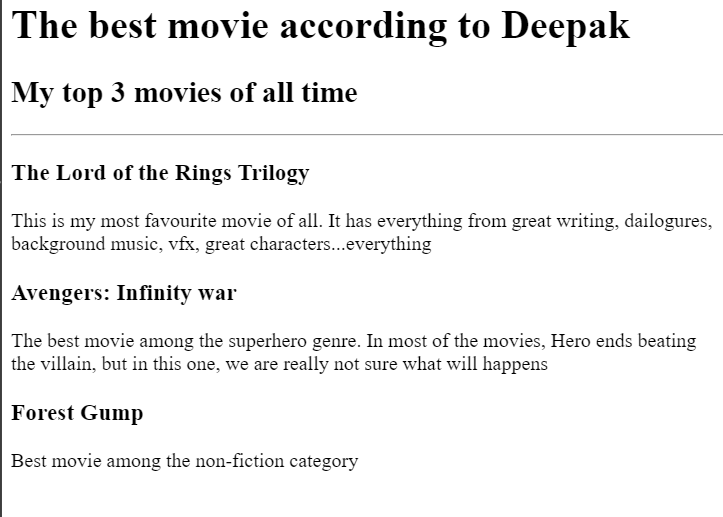 The best movie according to Deepak
My top 3 movies of all time
The Lord of the Rings Trilogy
This is my most favourite movie of all. It has everything from great writing, dailogures,
background music, vfx, great characters...everything
Avengers: Infinity war
The best movie among the superhero genre. In most of the movies, Hero ends beating
the villain, but in this one, we are really not sure what will happens
Forest Gump
Best movie among the non-fiction category